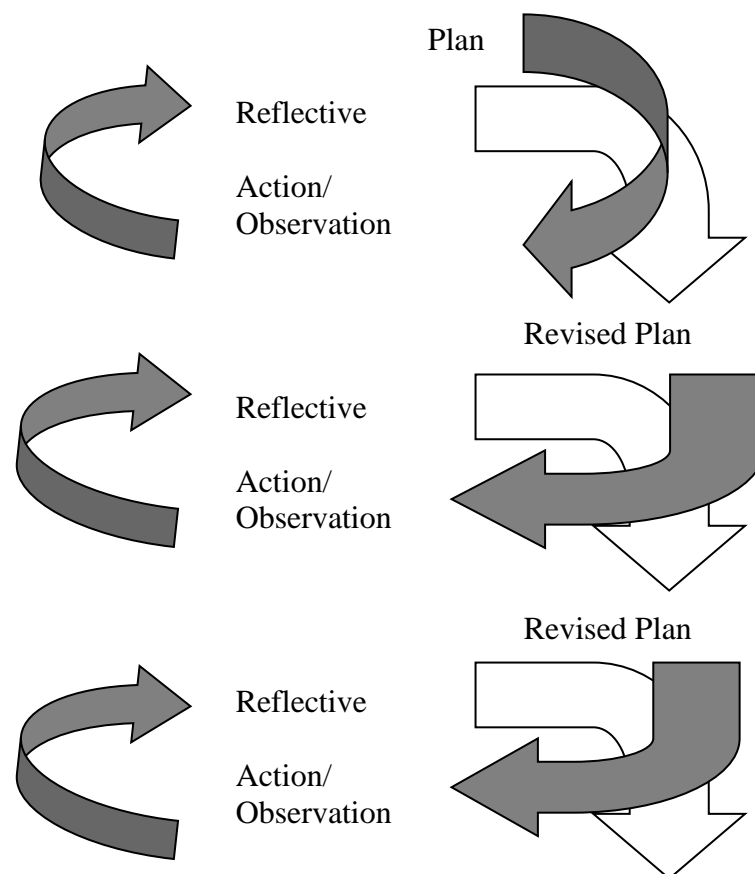 Plan
Reflective
Action/
Observation
Revised Plan
Reflective
Action/
Observation
Revised Plan
Reflective
Action/
Observation